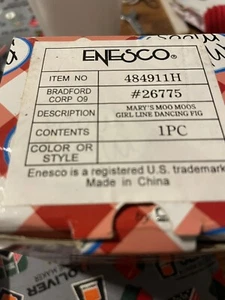 ENESCO®
ITEM NO 484911H
BRADFORD CORP 09 #26775
DESCRIPTION MARY'S MOO MOOS GIRL LINE DANCING FIG
CONTENTS 1PC
COLOR OR STYLE
Enesco is a registered U.S. trademark
Made in China
OLIVER